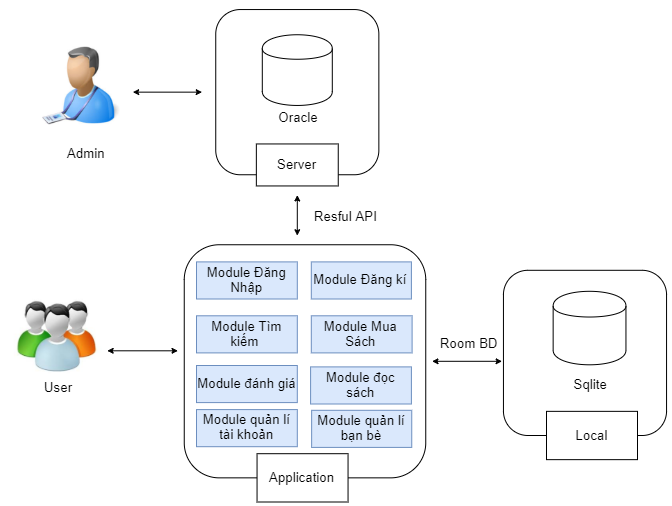 Oracle
Admin
Server
Resful API
Module Đăng
Nhập
Module Đăng kí
Module Tìm
kiếm
Module Mua
Sách
Room BD
Module đánh giá
Module đọc
sách
Sqlite
User
Module quản lí
tài khoản
Module quản lí
bạn bè
Local
Application